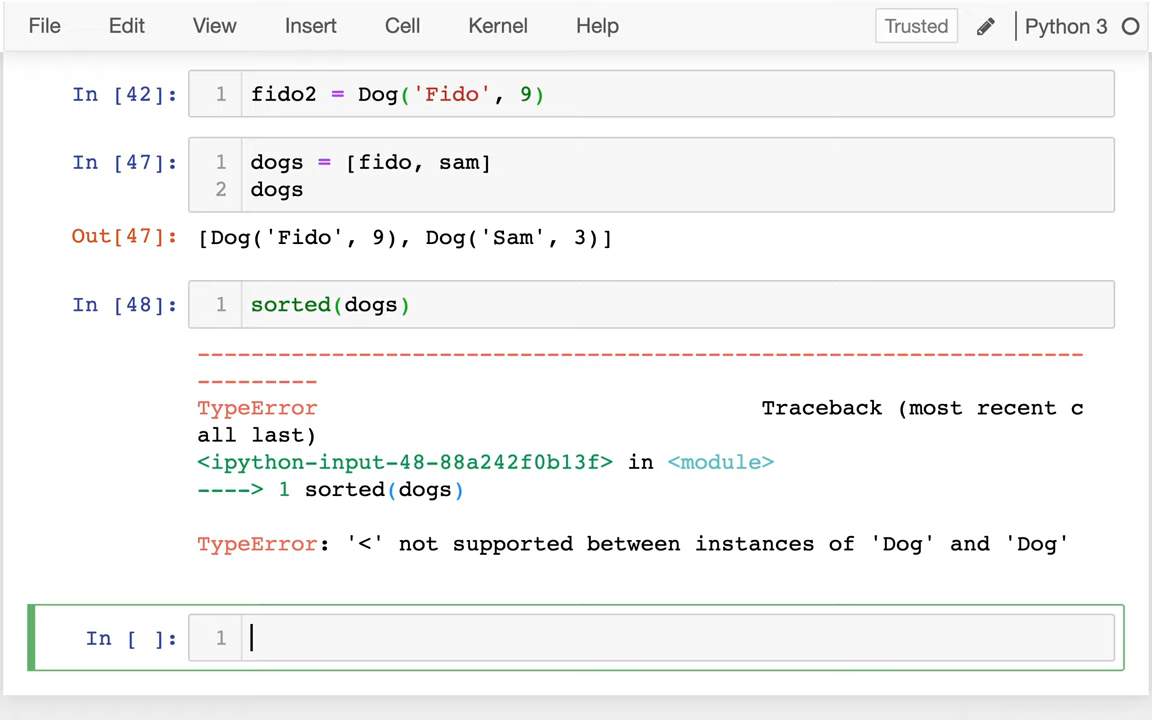 File Edit View Insert Cell Kernel Help Trusted Python 3
In [42]: 1 fido2 = Dog('Fido', 9)
In [47]: 1 dogs = [fido, sam]
2 dogs
Out[47]: [Dog('Fido', 9), Dog('Sam', 3)]
In [48]: 1 sorted(dogs)
------------------------------------------------------------------
---------
TypeError Traceback (most recent c
all last)
<ipython-input-48-88a242f0b13f> in <module>
----> 1 sorted(dogs)
TypeError: '<' not supported between instances of 'Dog' and 'Dog'
In [ ]: 1